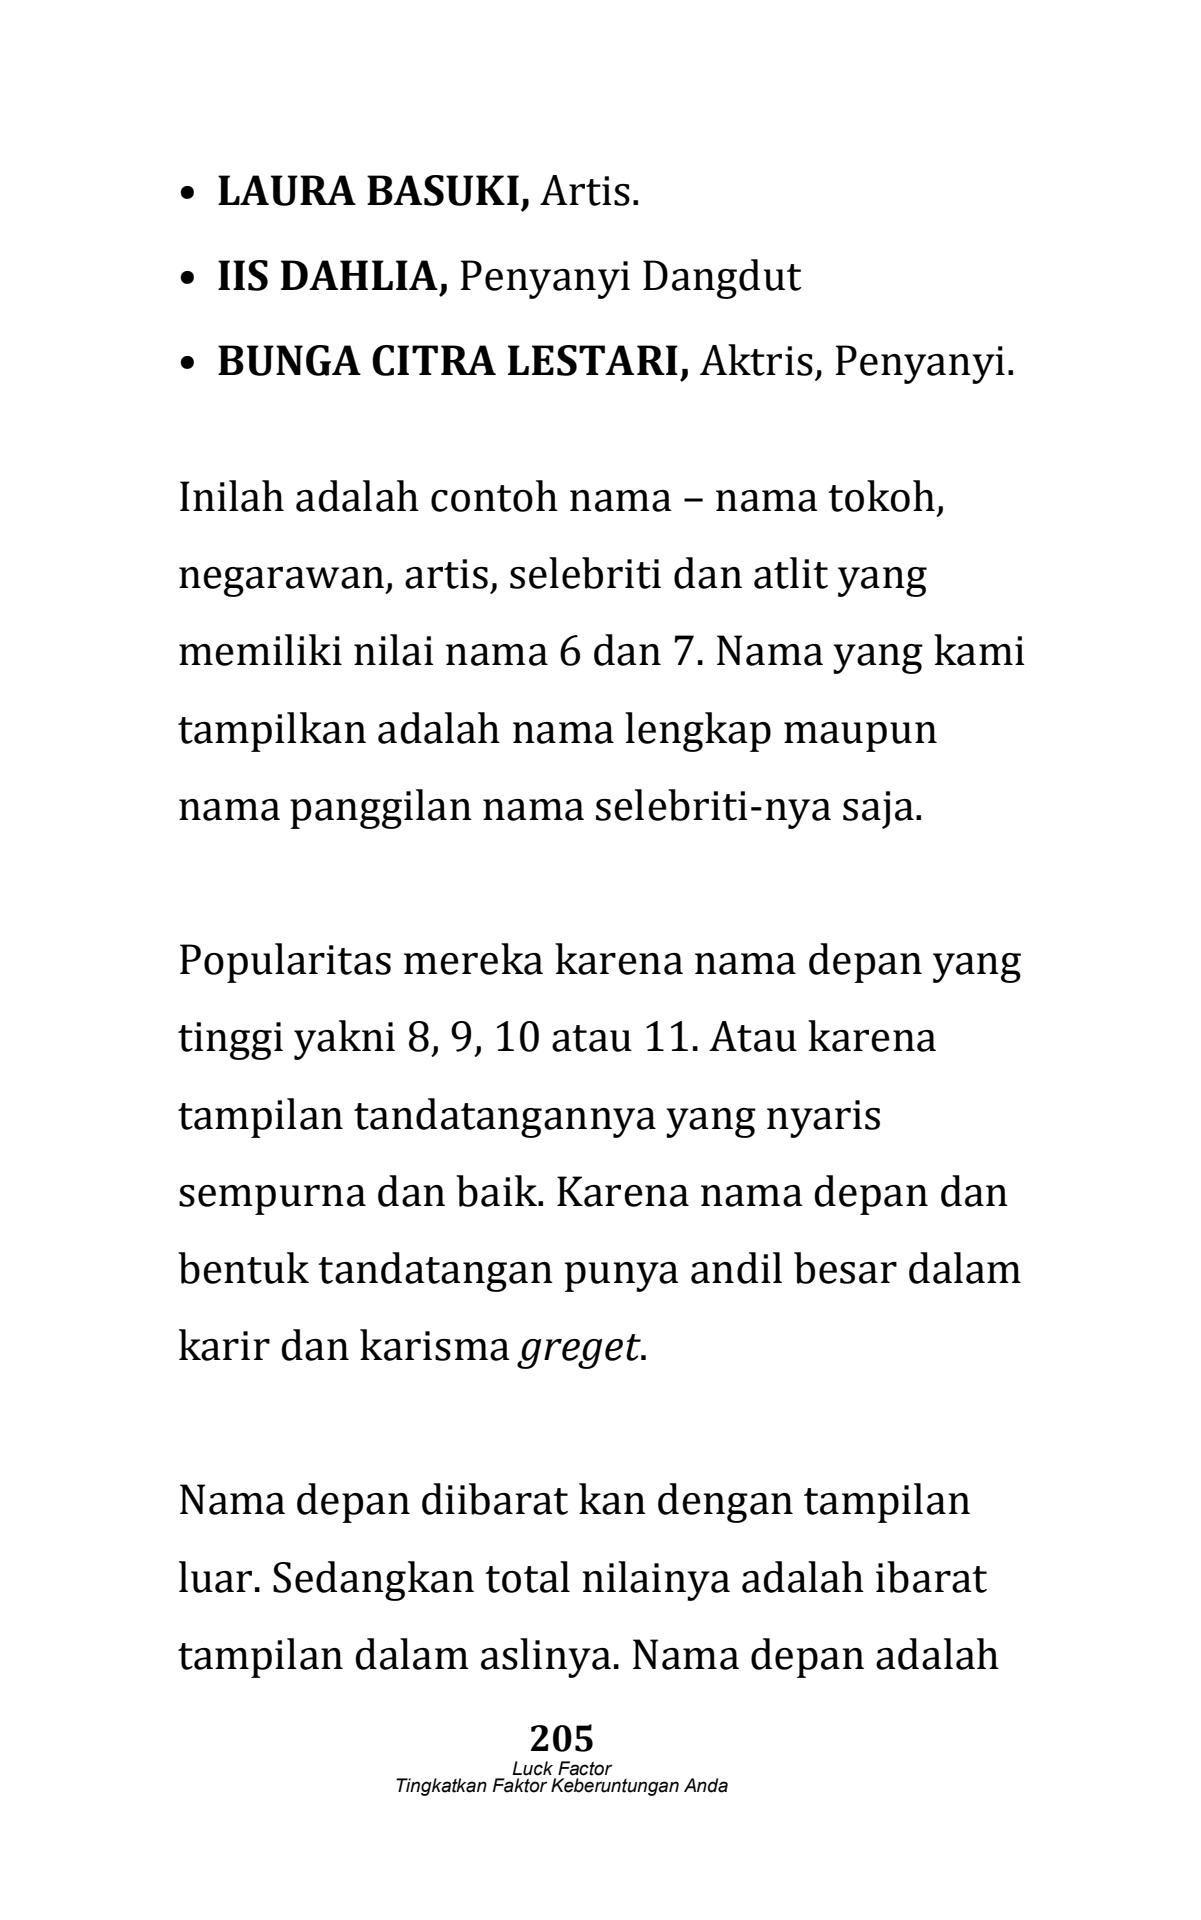 • LAURA BASUKI, Artis.
• IIS DAHLIA, Penyanyi Dangdut
• BUNGA CITRA LESTARI, Aktris, Penyanyi.
Inilah adalah contoh nama – nama tokoh,
negarawan, artis, selebriti dan atlit yang
memiliki nilai nama 6 dan 7. Nama yang kami
tampilkan adalah nama lengkap maupun
nama panggilan nama selebriti-nya saja.
Popularitas mereka karena nama depan yang
tinggi yakni 8, 9, 10 atau 11. Atau karena
tampilan tandatangannya yang nyaris
sempurna dan baik. Karena nama depan dan
bentuk tandatangan punya andil besar dalam
karir dan karisma greget.
Nama depan diibarat kan dengan tampilan
luar. Sedangkan total nilainya adalah ibarat
tampilan dalam aslinya. Nama depan adalah
205
Luck Factor
Tingkatkan Faktor Keberuntungan Anda